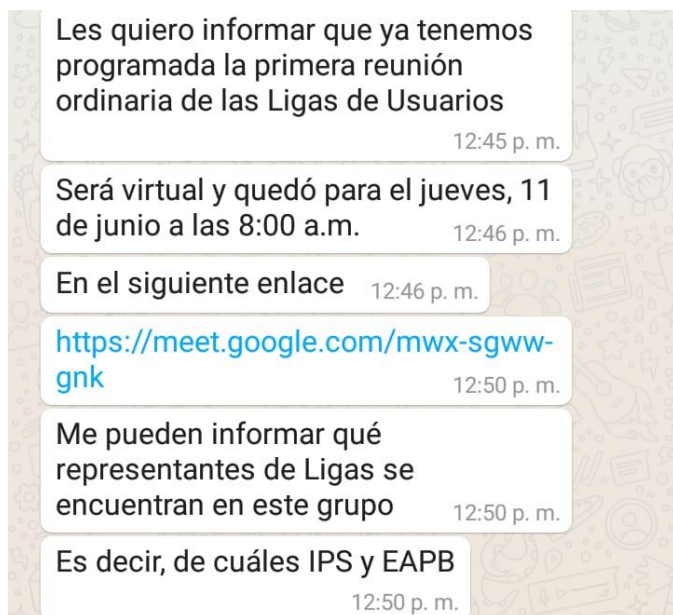 Les quiero informar que ya tenemos
programada la primera reunión
ordinaria de las Ligas de Usuarios
12:45 p. m.
Será virtual y quedó para el jueves, 11
de junio a las 8:00 a.m.
12:46 p. m.
En el siguiente enlace
12:46 p. m.
https://meet.google.com/mwx-sgww-
gnk
12:50 p. m.
Me pueden informar qué
representantes de Ligas se
encuentran en este grupo
12:50 p. m.
Es decir, de cuáles IPS y EAPB
12:50 p. m.